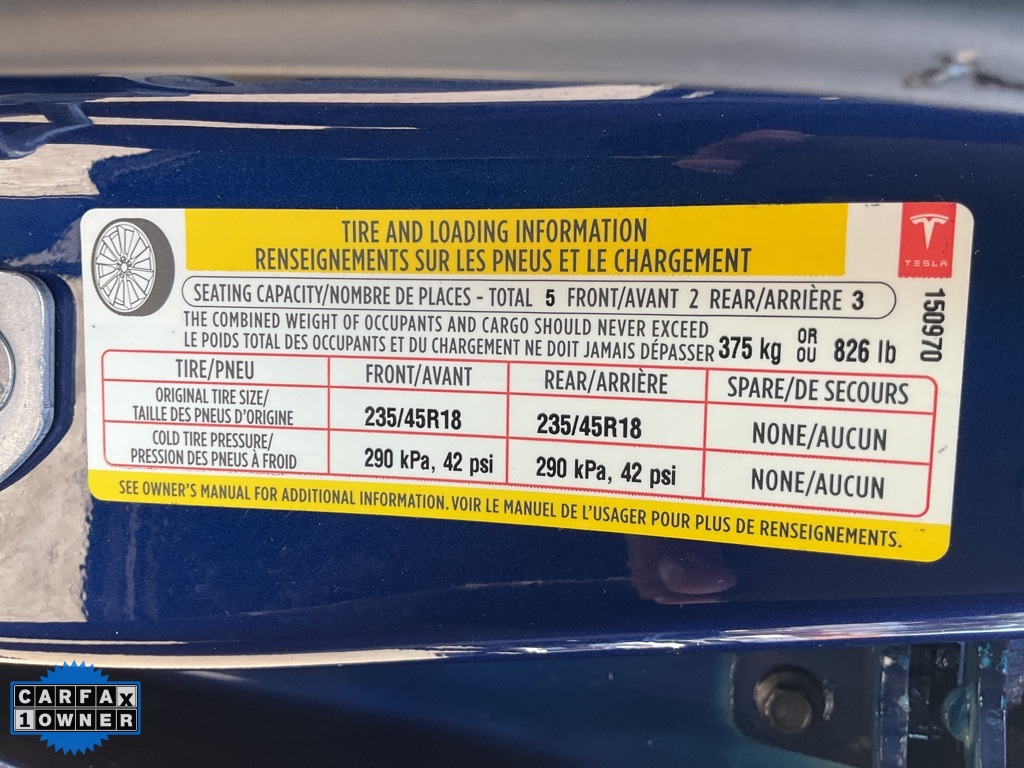 TIRE AND LOADING INFORMATION
RENSEIGNEMENTS SUR LES PNEUS ET LE CHARGEMENT
TESLA
SEATING CAPACITY/NOMBRE DE PLACES - TOTAL 5 FRONT/AVANT 2 REAR/ARRIÈRE 3
THE COMBINED WEIGHT OF OCCUPANTS AND CARGO SHOULD NEVER EXCEED
LE POIDS TOTAL DES OCCUPANTS ET DU CHARGEMENT NE DOIT JAMAIS DÉPASSER 375 kg OR OU 826 lb
150970
TIRE/PNEU FRONT/AVANT REAR/ARRIÈRE SPARE/DE SECOURS
ORIGINAL TIRE SIZE/
TAILLE DES PNEUS D'ORIGINE 235/45R18 235/45R18 NONE/AUCUN
COLD TIRE PRESSURE/
PRESSION DES PNEUS À FROID 290 kPa, 42 psi 290 kPa, 42 psi NONE/AUCUN
SEE OWNER'S MANUAL FOR ADDITIONAL INFORMATION. VOIR LE MANUEL DE L'USAGER POUR PLUS DE RENSEIGNEMENTS.
CARFAX
1 OWNER